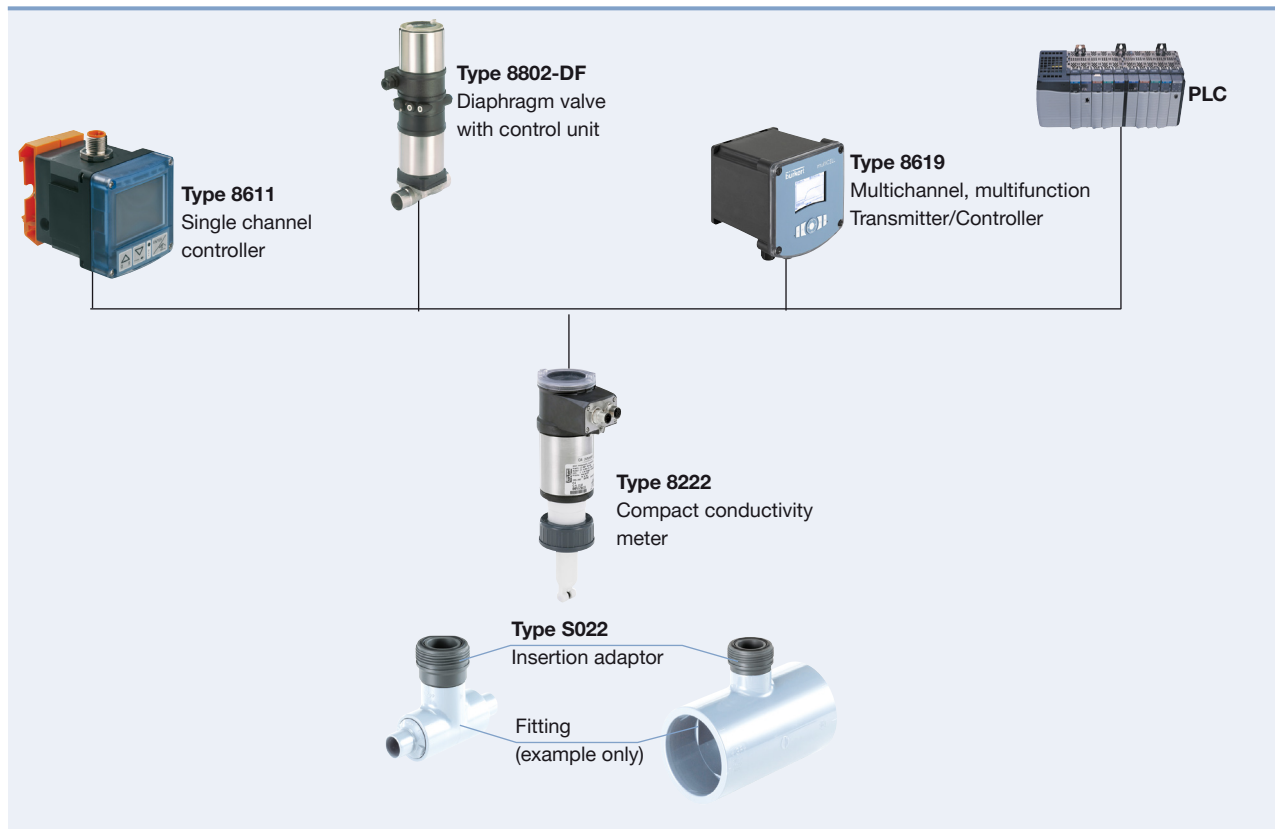 Type 8802-DF
Diaphragm valve
with control unit
PLC
Type 8611
Single channel
controller
burkert
Type 8619
Multichannel, multifunction
Transmitter/Controller
Type 8222
Compact conductivity
meter
Type S022
Insertion adaptor
Fitting
(example only)